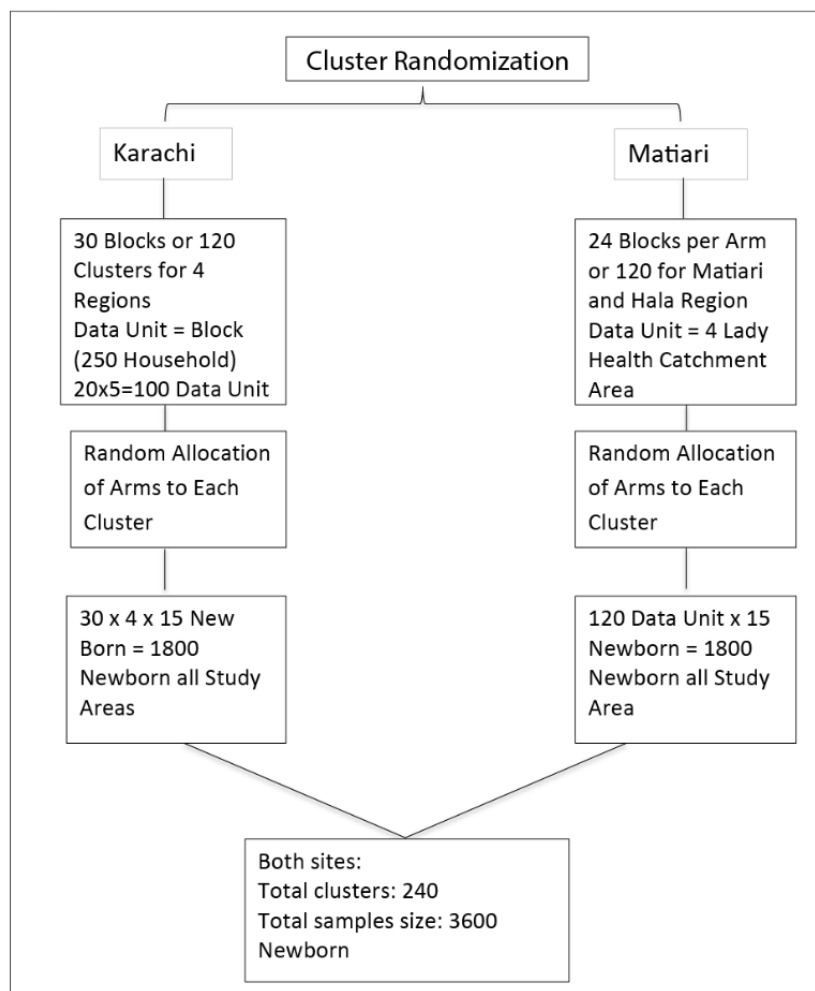 Cluster Randomization
Karachi
30 Blocks or 120
Clusters for 4
Regions
Data Unit = Block
(250 Household)
20x5=100 Data Unit
Random Allocation
of Arms to Each
Cluster
30 x 4 x 15 New
Born = 1800
Newborn all Study
Areas
Matiari
24 Blocks per Arm
or 120 for Matiari
and Hala Region
Data Unit = 4 Lady
Health Catchment
Area
Random Allocation
of Arms to Each
Cluster
120 Data Unit x 15
Newborn = 1800
Newborn all Study
Area
Both sites:
Total clusters: 240
Total samples size: 3600
Newborn